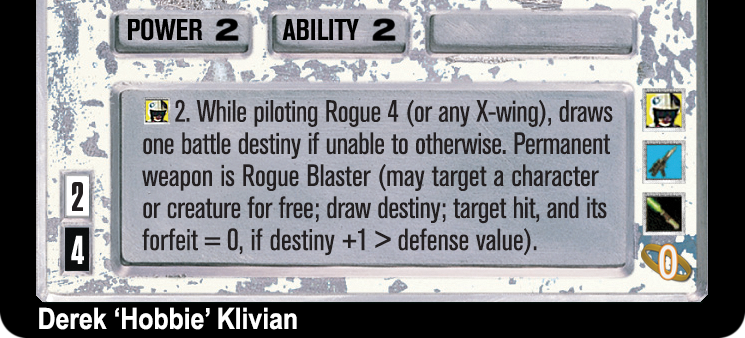 POWER 2 ABILITY 2
2. While piloting Rogue 4 (or any X-wing), draws
one battle destiny if unable to otherwise. Permanent
weapon is Rogue Blaster (may target a character
or creature for free; draw destiny; target hit, and its
forfeit = 0, if destiny +1 > defense value).
2
4
0
Derek ‘Hobbie’ Klivian